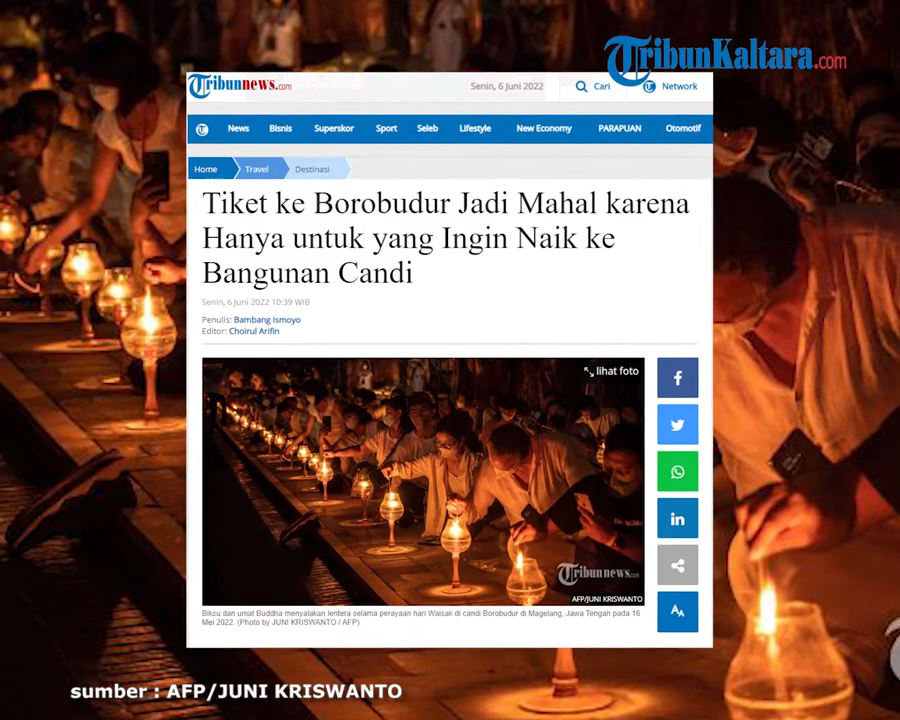 TribunKaltara.com
Tribunnews.com
Senin, 6 Juni 2022
Cari
Network
News
Bisnis
Superskor
Sport
Seleb
Lifestyle
New Economy
PARAPUAN
Otomotif
Home
Travel
Destinasi
Tiket ke Borobudur Jadi Mahal karena
Hanya untuk yang Ingin Naik ke
Bangunan Candi
Senin, 6 Juni 2022 10:39 WIB
Penulis: Bambang Ismoyo
Editor: Choirul Arifin
lihat foto
Tribunnews.com
AFP/JUNI KRISWANTO
Biksu dan umat Buddha menyalakan lentera selama perayaan hari Waisak di candi Borobudur di Magelang, Jawa Tengah pada 16
Mei 2022. (Photo by JUNI KRISWANTO / AFP)
AA
sumber : AFP/JUNI KRISWANTO